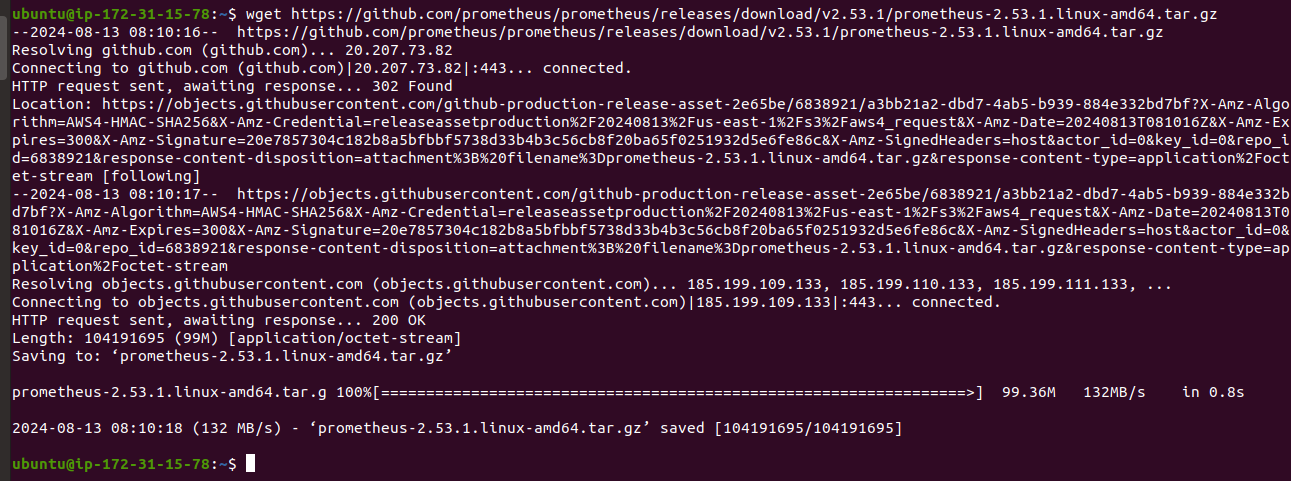 ubuntu@ip-172-31-15-78:~$ wget https://github.com/prometheus/prometheus/releases/download/v2.53.1/prometheus-2.53.1.linux-amd64.tar.gz
--2024-08-13 08:10:16--  https://github.com/prometheus/prometheus/releases/download/v2.53.1/prometheus-2.53.1.linux-amd64.tar.gz
Resolving github.com (github.com)... 20.207.73.82
Connecting to github.com (github.com)|20.207.73.82|:443... connected.
HTTP request sent, awaiting response... 302 Found
Location: https://objects.githubusercontent.com/github-production-release-asset-2e65be/6838921/a3bb21a2-dbd7-4ab5-b939-884e332bd7bf?X-Amz-Algo
rithm=AWS4-HMAC-SHA256&X-Amz-Credential=releaseassetproduction%2F20240813%2Fus-east-1%2Fs3%2Faws4_request&X-Amz-Date=20240813T081016Z&X-Amz-Ex
pires=300&X-Amz-Signature=20e7857304c182b8a5bfbbf5738d33b4b3c56cb8f20ba65f0251932d5e6fe86c&X-Amz-SignedHeaders=host&actor_id=0&key_id=0&repo_i
d=6838921&response-content-disposition=attachment%3B%20filename%3Dprometheus-2.53.1.linux-amd64.tar.gz&response-content-type=application%2Foct
et-stream [following]
--2024-08-13 08:10:17--  https://objects.githubusercontent.com/github-production-release-asset-2e65be/6838921/a3bb21a2-dbd7-4ab5-b939-884e332b
d7bf?X-Amz-Algorithm=AWS4-HMAC-SHA256&X-Amz-Credential=releaseassetproduction%2F20240813%2Fus-east-1%2Fs3%2Faws4_request&X-Amz-Date=20240813T0
81016Z&X-Amz-Expires=300&X-Amz-Signature=20e7857304c182b8a5bfbbf5738d33b4b3c56cb8f20ba65f0251932d5e6fe86c&X-Amz-SignedHeaders=host&actor_id=0&
key_id=0&repo_id=6838921&response-content-disposition=attachment%3B%20filename%3Dprometheus-2.53.1.linux-amd64.tar.gz&response-content-type=ap
plication%2Foctet-stream
Resolving objects.githubusercontent.com (objects.githubusercontent.com)... 185.199.109.133, 185.199.110.133, 185.199.111.133, ...
Connecting to objects.githubusercontent.com (objects.githubusercontent.com)|185.199.109.133|:443... connected.
HTTP request sent, awaiting response... 200 OK
Length: 104191695 (99M) [application/octet-stream]
Saving to: ‘prometheus-2.53.1.linux-amd64.tar.gz’
prometheus-2.53.1.linux-amd64.tar.g 100%[=================================================================>]  99.36M   132MB/s    in 0.8s
2024-08-13 08:10:18 (132 MB/s) - ‘prometheus-2.53.1.linux-amd64.tar.gz’ saved [104191695/104191695]
ubuntu@ip-172-31-15-78:~$